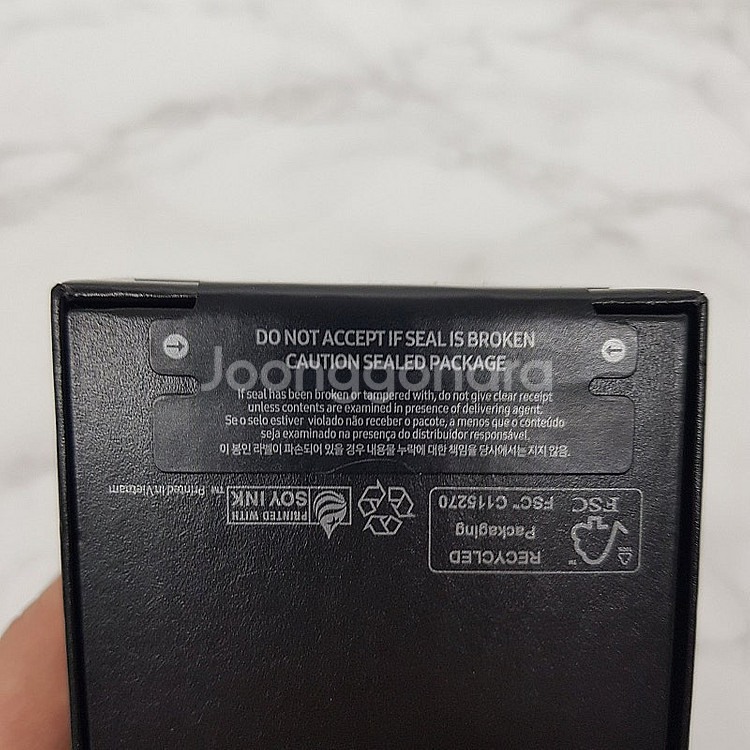 DO NOT ACCEPT IF SEAL IS BROKEN
CAUTION SEALED PACKAGE
Joonggonara
If seal has been broken or tampered with, do not give clear receipt
unless contents are examined in presence of delivering agent.
Se o selo estiver violado não receber o pacote, a menos que o conteúdo
seja examinado na presença do distribuidor responsável.
이 봉인 라벨이 파손되어 있을 경우 내용물 누락에 대한 책임을 당사에서는 지지 않음.
™ Printed in Vietnam
PRINTED WITH
SOY INK
™
100%
FSC
RECYCLED
Packaging
FSC™ C115270